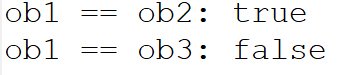 ob1 == ob2: true
ob1 == ob3: false